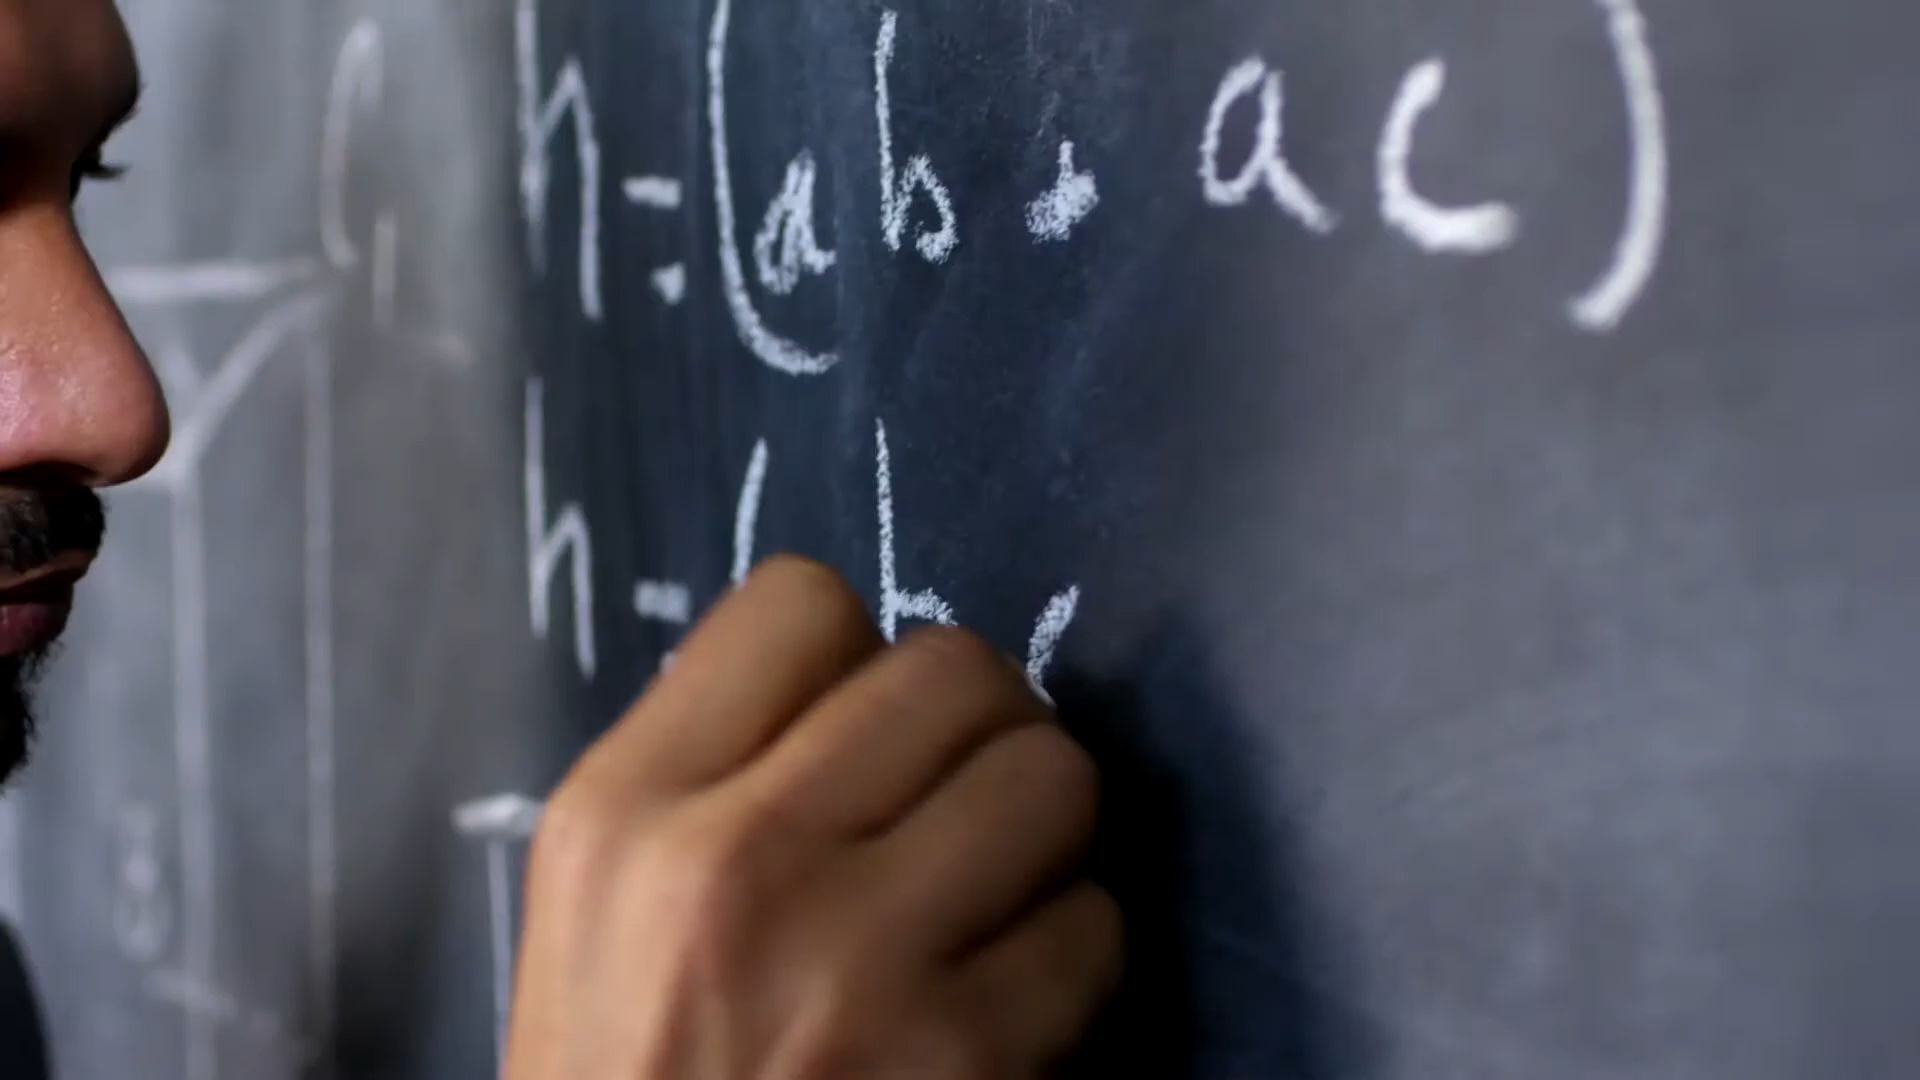 h = (ab · ac)
h = (b c